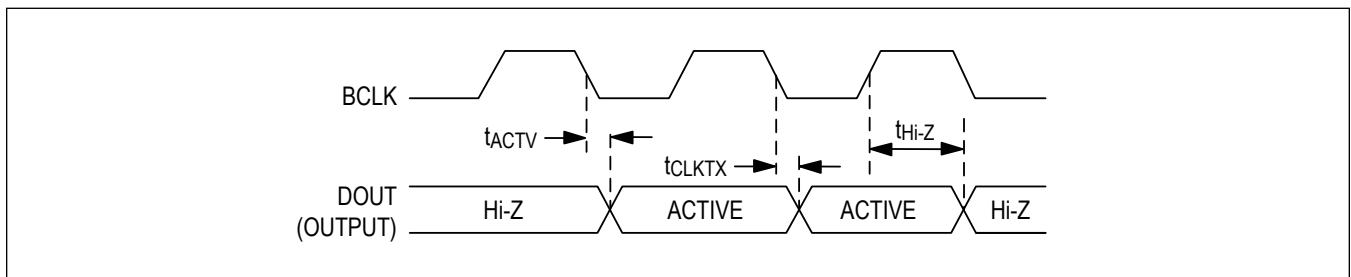 BCLK
tACTV
tHi-Z
tCLKTX
DOUT
(OUTPUT)
Hi-Z
ACTIVE
ACTIVE
Hi-Z